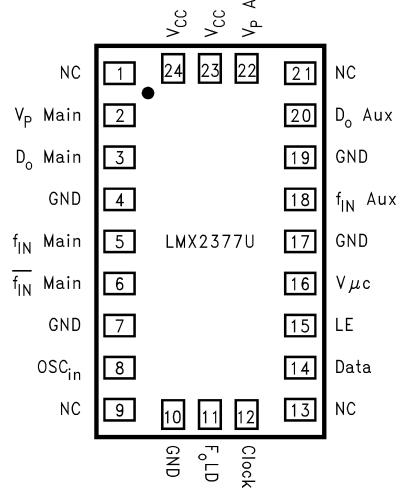 VCC
VCC
VP A
24
23
22
NC
1
21
NC
VP Main
2
20
Do Aux
Do Main
3
19
GND
GND
4
18
fIN Aux
fIN Main
5
LMX2377U
17
GND
f̅I̅N̅ Main
6
16
Vμc
GND
7
15
LE
OSCin
8
14
Data
NC
9
10
11
12
13
NC
GND
FoLD
Clock